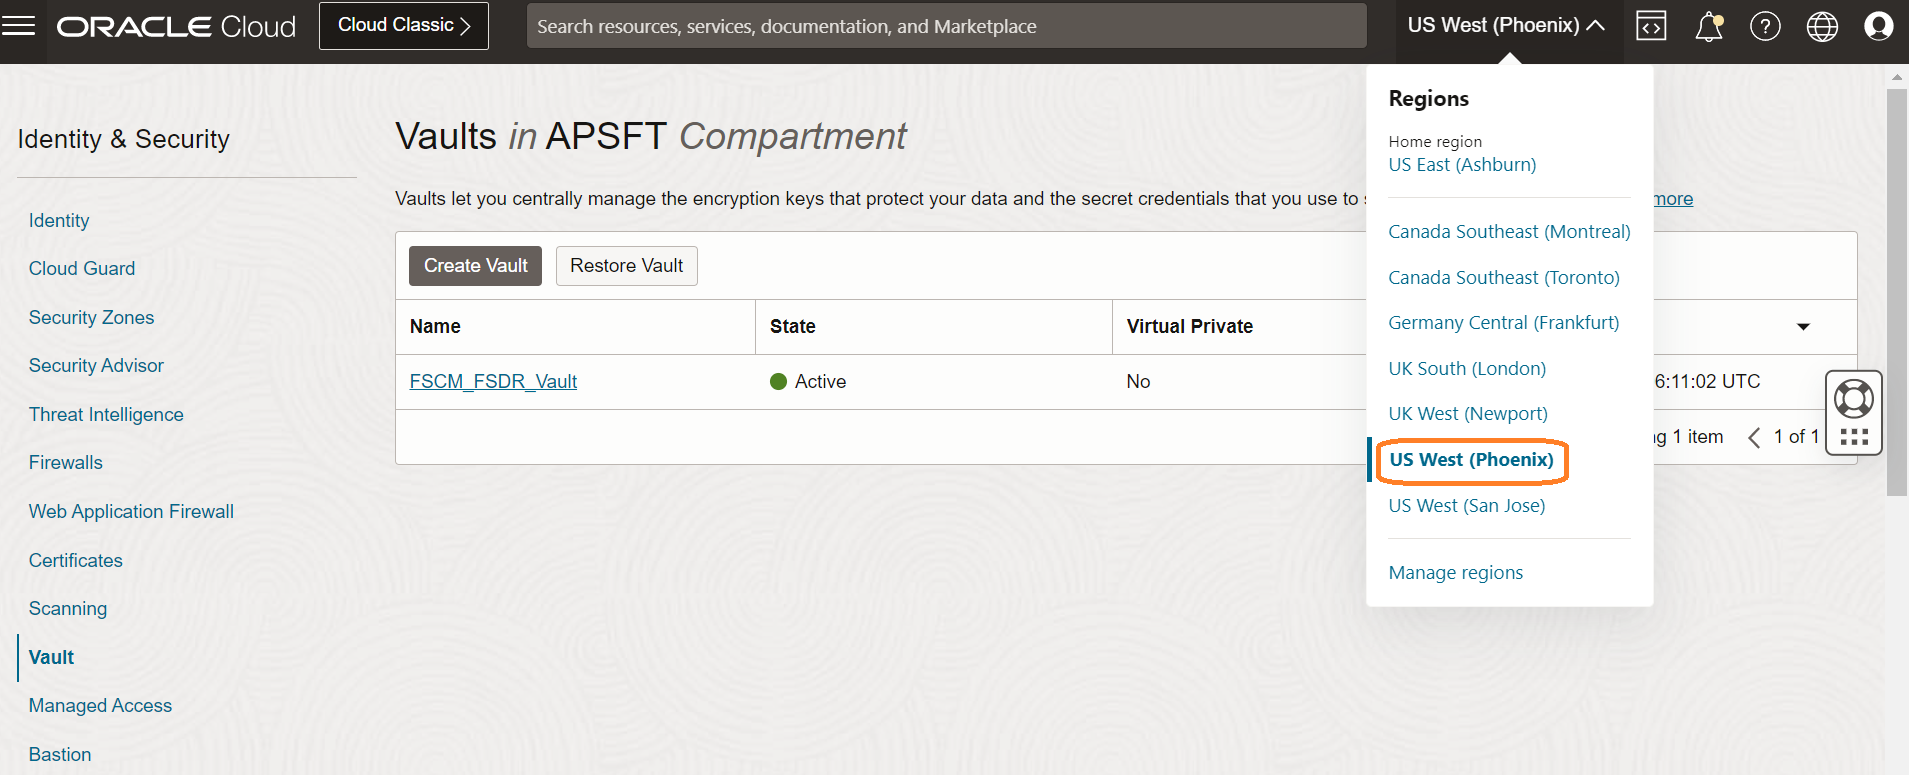 ORACLE Cloud
Cloud Classic
Search resources, services, documentation, and Marketplace
US West (Phoenix)
Identity & Security
Identity
Cloud Guard
Security Zones
Security Advisor
Threat Intelligence
Firewalls
Web Application Firewall
Certificates
Scanning
Vault
Managed Access
Bastion
Vaults in APSFT Compartment
Vaults let you centrally manage the encryption keys that protect your data and the secret credentials that you use to more
Create Vault
Restore Vault
Name State Virtual Private
FSCM_FSDR_Vault Active No 6:11:02 UTC
1 item 1 of 1
Regions
Home region
US East (Ashburn)
Canada Southeast (Montreal)
Canada Southeast (Toronto)
Germany Central (Frankfurt)
UK South (London)
UK West (Newport)
US West (Phoenix)
US West (San Jose)
Manage regions